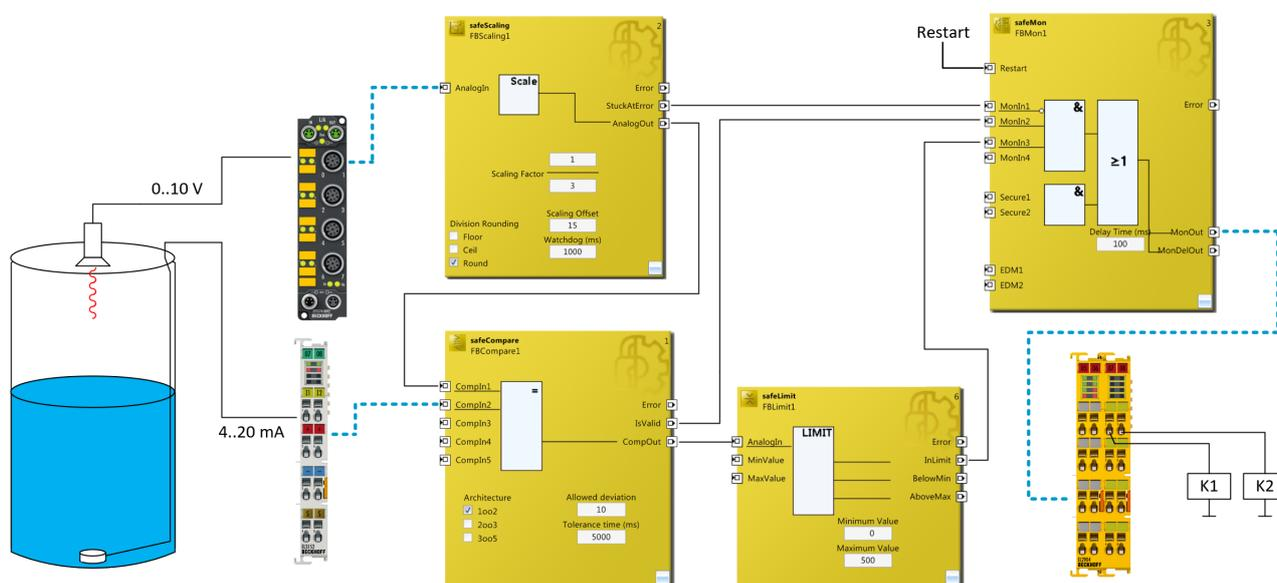 Restart
0..10 V
4..20 mA
safeScaling 2
FBScaling1
AnalogIn
Scale
Error
StuckAtError
AnalogOut
Scaling Factor
1
3
Division Rounding
Floor
Ceil
Round
Scaling Offset
15
Watchdog (ms)
1000
safeMon 3
FBMon1
Restart
MonIn1
MonIn2
MonIn3
MonIn4
Secure1
Secure2
EDM1
EDM2
&
&
≥1
Error
Delay Time (ms)
100
MonOut
MonDelOut
safeCompare 1
FBCompare1
CompIn1
CompIn2
CompIn3
CompIn4
CompIn5
=
Error
IsValid
CompOut
Architecture
1oo2
2oo3
3oo5
Allowed deviation
10
Tolerance time (ms)
5000
safeLimit 6
FBLimit1
AnalogIn
MinValue
MaxValue
LIMIT
Error
InLimit
BelowMin
AboveMax
Minimum Value
0
Maximum Value
500
K1
K2
BECKHOFF
BECKHOFF
BECKHOFF